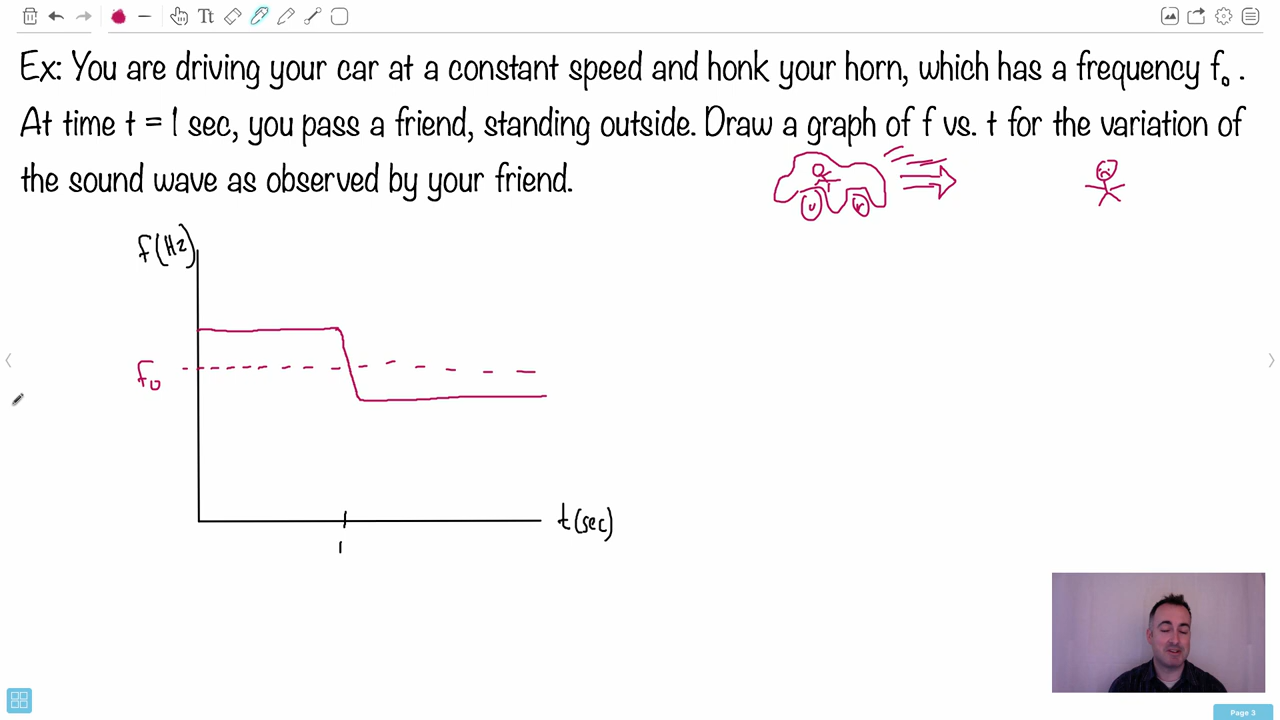 Tt
Ex: You are driving your car at a constant speed and honk your horn, which has a frequency f₀ .
At time t = 1 sec, you pass a friend, standing outside. Draw a graph of f vs. t for the variation of
the sound wave as observed by your friend.
f(Hz)
f₀
t(sec)
1
Page 3